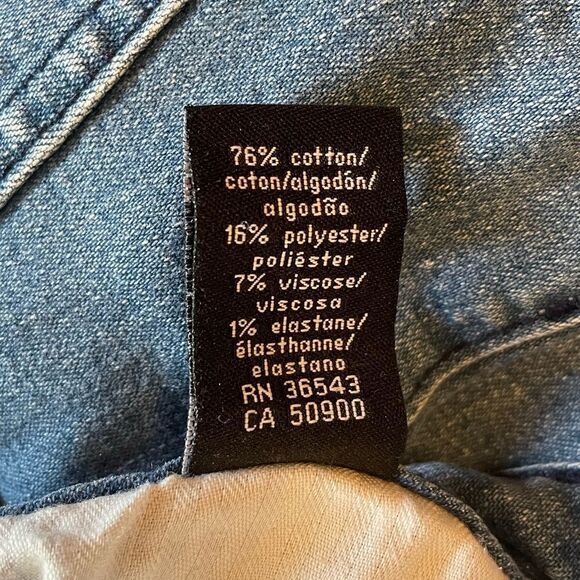 76% cotton/
coton/algodón/
algodão
16% polyester/
poliéster
7% viscose/
viscosa
1% elastane/
élasthanne/
elastano
RN 36543
CA 50900